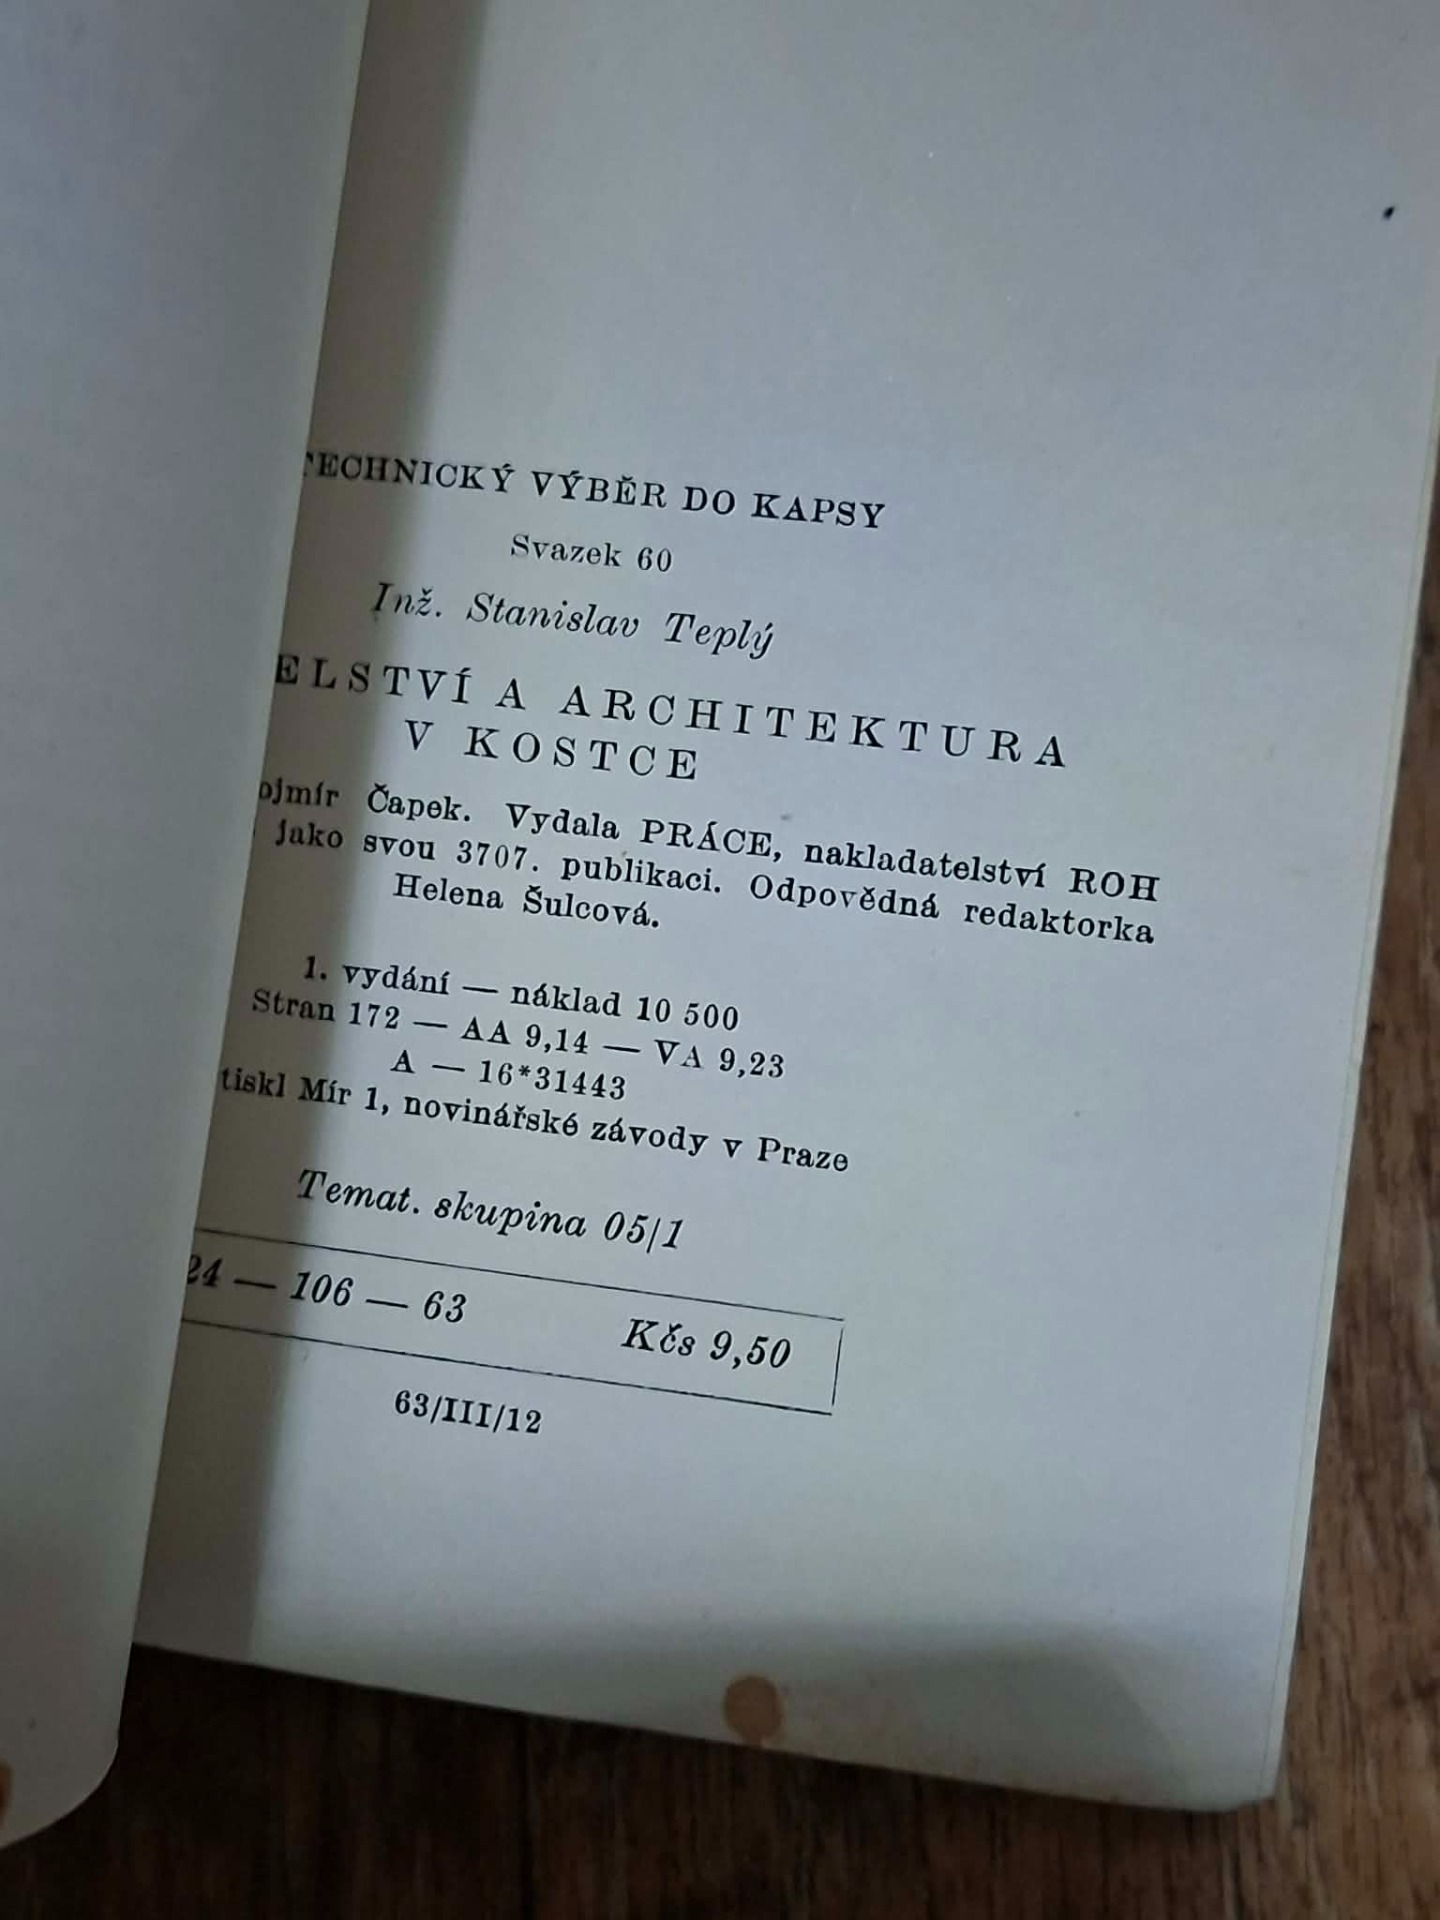 TECHNICKÝ VÝBĚR DO KAPSY
Svazek 60
Inž. Stanislav Teplý
ELSTVÍ A ARCHITEKTURA
V KOSTCE
ojmír Čapek. Vydala PRÁCE, nakladatelství ROH
jako svou 3707. publikaci. Odpovědná redaktorka
Helena Šulcová.
1. vydání — náklad 10 500
Stran 172 — AA 9,14 — VA 9,23
A — 16*31443
tiskl Mír 1, novinářské závody v Praze
Temat. skupina 05/1
24 — 106 — 63 Kčs 9,50
63/III/12